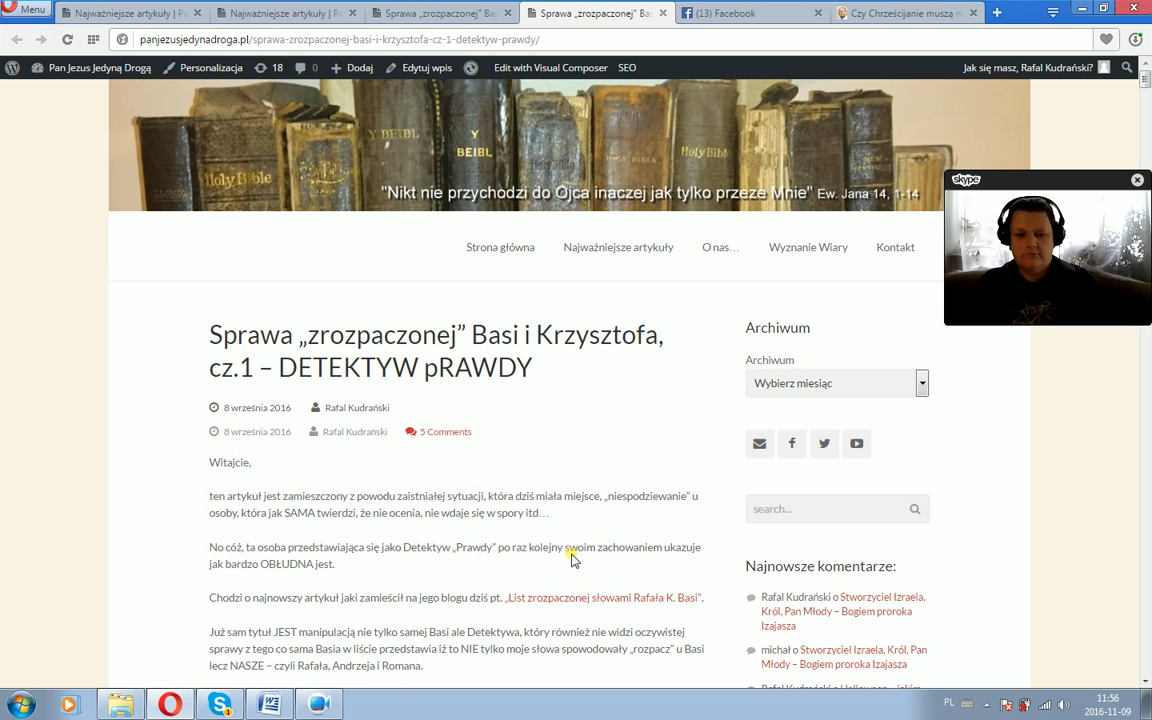 Menu
Najważniejsze artykuły | P
Najważniejsze artykuły | P
Sprawa „zrozpaczonej” Ba
Sprawa „zrozpaczonej” Ba
(13) Facebook
Czy Chrześcijanie muszą
panjezusjedynadroga.pl/sprawa-zrozpaczonej-basi-i-krzysztofa-cz-1-detektyw-prawdy/
Pan Jezus Jedyną Drogą
Personalizacja
18
0
Dodaj
Edytuj wpis
Edit with Visual Composer
SEO
Jak się masz, Rafal Kudrański?
Holy Bible
Y BEIBL
Y
BEIBL
HOLY BIBLE
Holy Bibl
"Nikt nie przychodzi do Ojca inaczej jak tylko przeze Mnie" Ew. Jana 14, 1-14
skype
Strona główna
Najważniejsze artykuły
O nas…
Wyznanie Wiary
Kontakt
Sprawa „zrozpaczonej” Basi i Krzysztofa,
cz.1 – DETEKTYW pRAWDY
8 września 2016
Rafal Kudrański
8 września 2016
Rafal Kudrański
5 Comments
Witajcie,
ten artykuł jest zamieszczony z powodu zaistniałej sytuacji, która dziś miała miejsce, „niespodziewanie” u
osoby, która jak SAMA twierdzi, że nie ocenia, nie wdaje się w spory itd…
No cóż, ta osoba przedstawiająca się jako Detektyw „Prawdy” po raz kolejny swoim zachowaniem ukazuje
jak bardzo OBŁUDNA jest.
Chodzi o najnowszy artykuł jaki zamieścił na jego blogu dziś pt. „List zrozpaczonej słowami Rafała K. Basi”.
Już sam tytuł JEST manipulacją nie tylko samej Basi ale Detektywa, który również nie widzi oczywistej
sprawy z tego co sama Basia w liście przedstawia iż to NIE tylko moje słowa spowodowały „rozpacz” u Basi
lecz NASZE – czyli Rafała, Andrzeja i Romana.
Archiwum
Archiwum
Wybierz miesiąc
search...
Najnowsze komentarze:
Rafal Kudrański o Stworzyciel Izraela,
Król, Pan Młody – Bogiem proroka
Izajasza
michał o Stworzyciel Izraela, Król, Pan
Młody – Bogiem proroka Izajasza
PL
11:56
2016-11-09